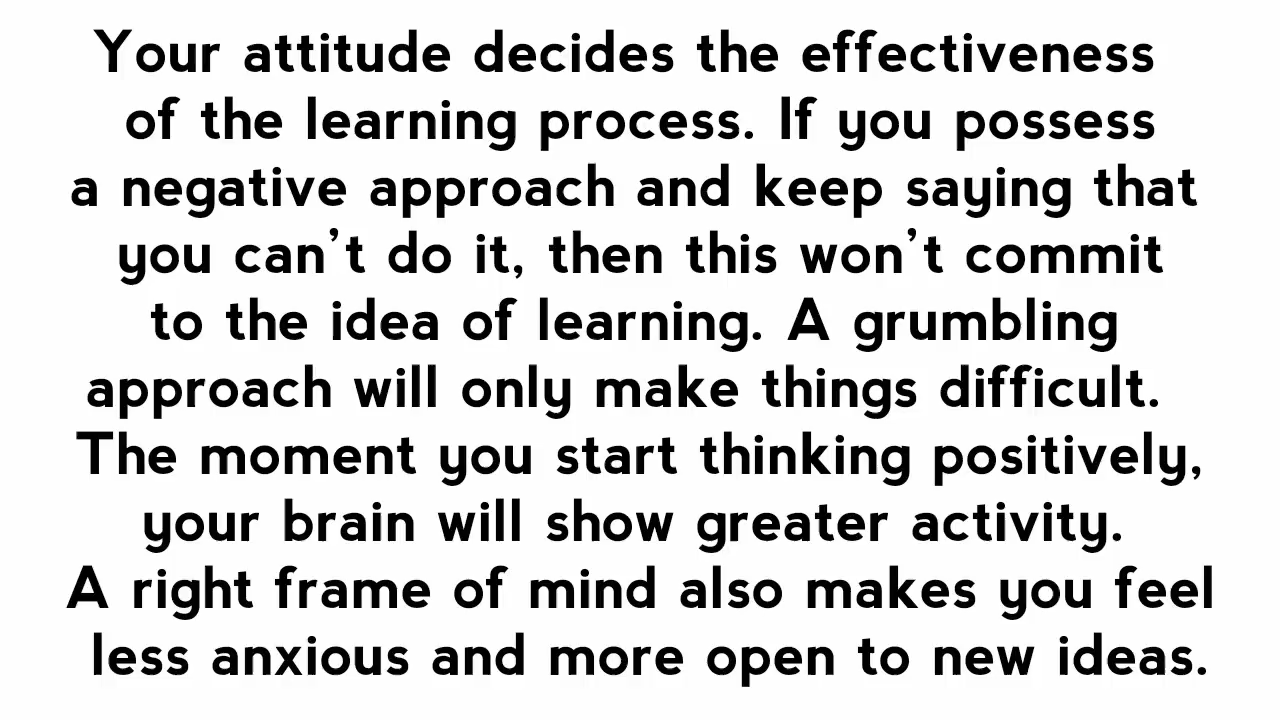 Your attitude decides the effectiveness
of the learning process. If you possess
a negative approach and keep saying that
you can’t do it, then this won’t commit
to the idea of learning. A grumbling
approach will only make things difficult.
The moment you start thinking positively,
your brain will show greater activity.
A right frame of mind also makes you feel
less anxious and more open to new ideas.